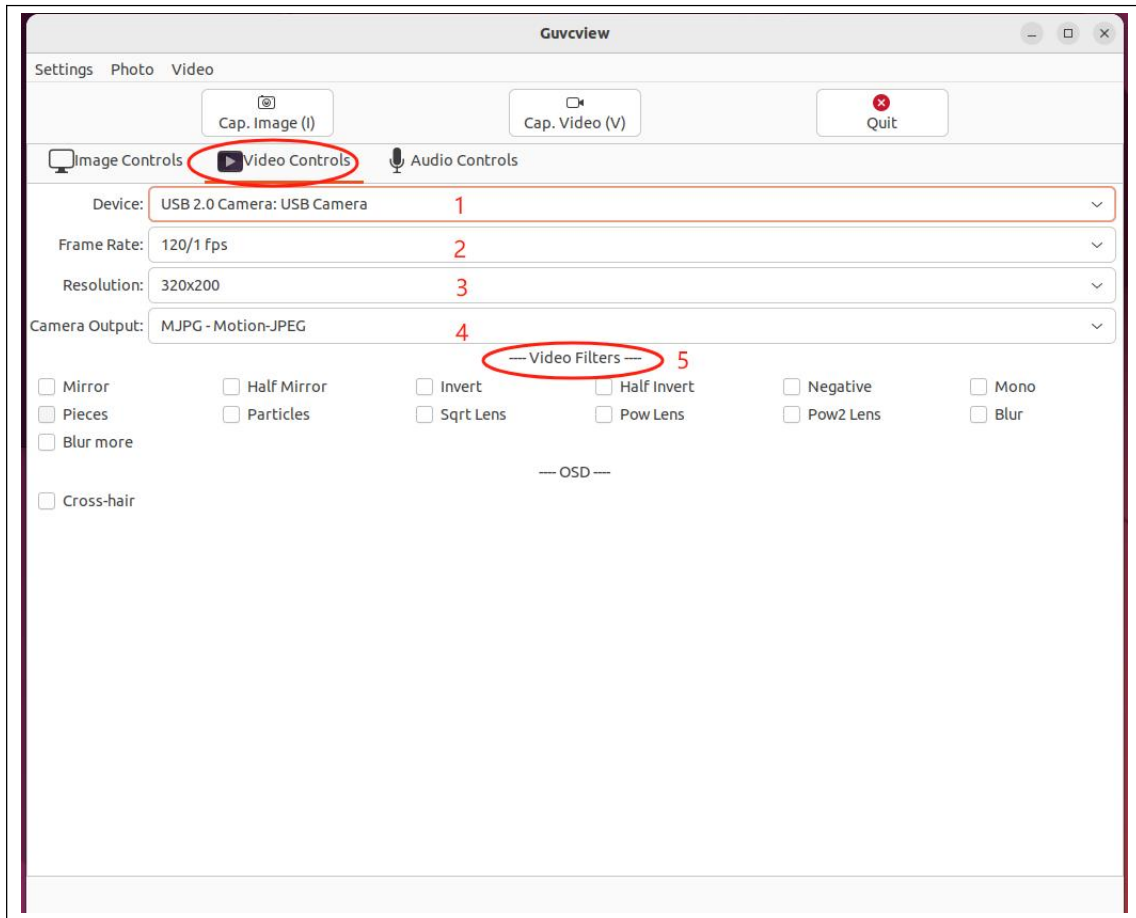 Guvcview
Settings Photo Video
Cap. Image (I) Cap. Video (V) Quit
Image Controls Video Controls Audio Controls
Device: USB 2.0 Camera: USB Camera 1
Frame Rate: 120/1 fps 2
Resolution: 320x200 3
Camera Output: MJPG - Motion-JPEG 4
---- Video Filters ---- 5
Mirror Half Mirror Invert Half Invert Negative Mono
Pieces Particles Sqrt Lens Pow Lens Pow2 Lens Blur
Blur more
---- OSD ----
Cross-hair